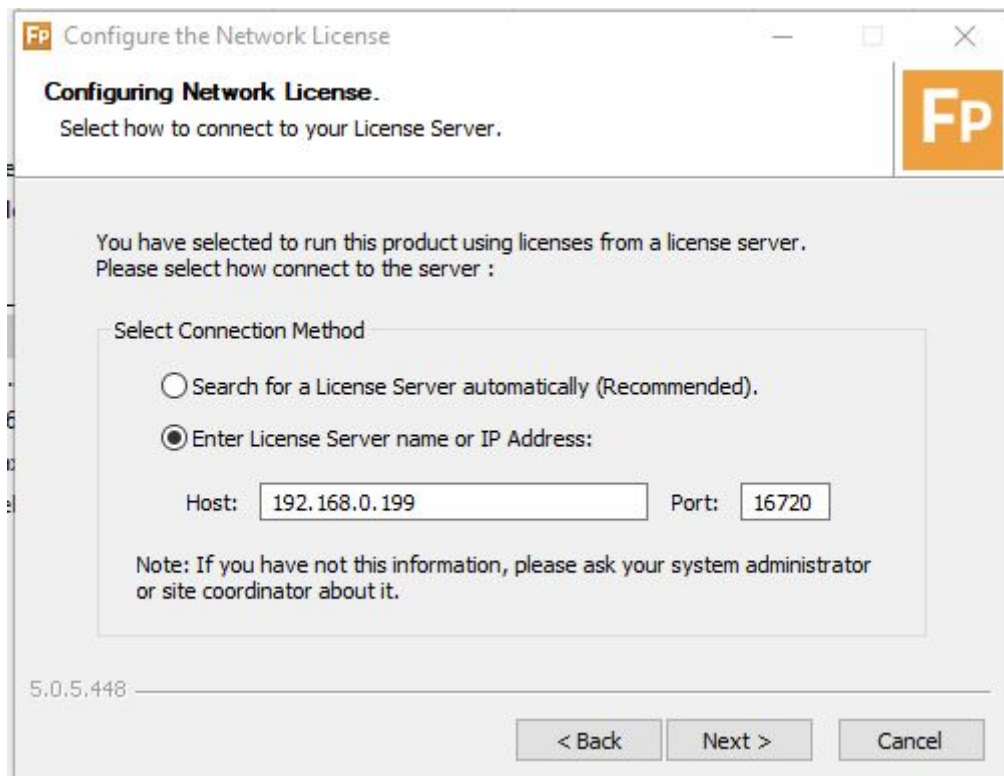 Fp Configure the Network License
Configuring Network License.
Select how to connect to your License Server.
Fp
You have selected to run this product using licenses from a license server.
Please select how connect to the server :
Select Connection Method
Search for a License Server automatically (Recommended).
Enter License Server name or IP Address:
Host: 192.168.0.199 Port: 16720
Note: If you have not this information, please ask your system administrator
or site coordinator about it.
5.0.5.448
< Back Next > Cancel